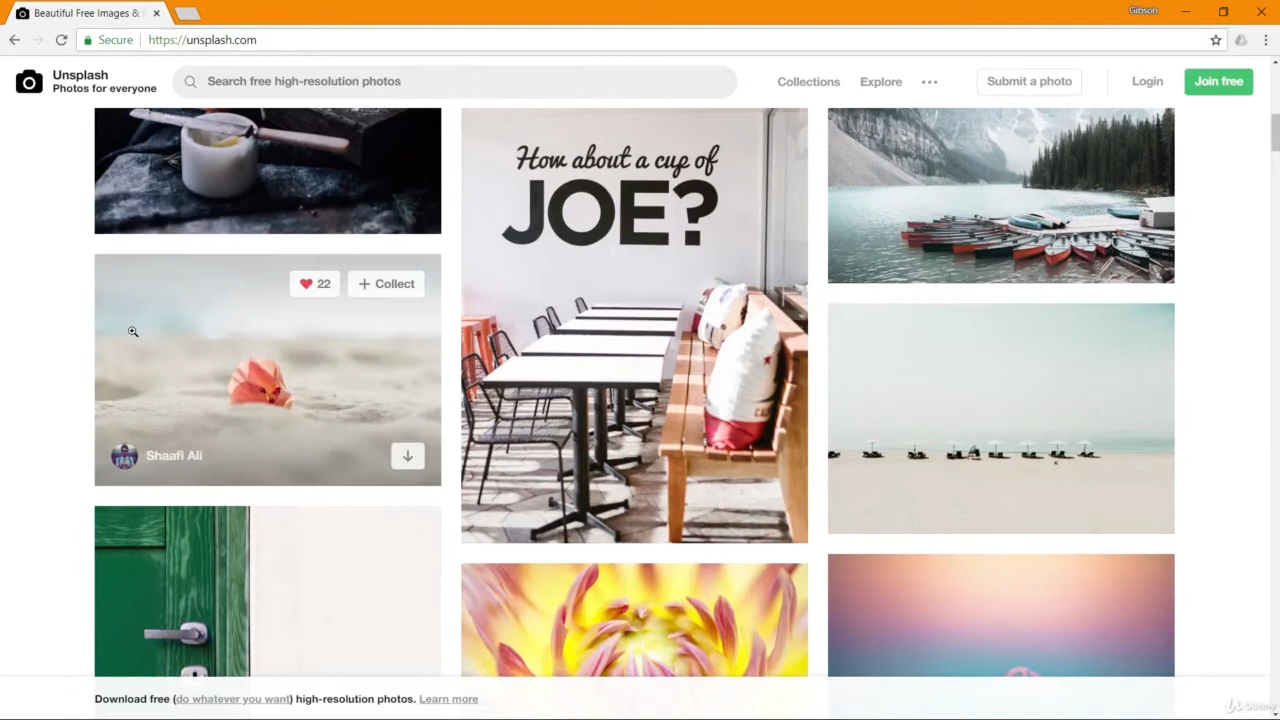 Beautiful Free Images &
Gibson
Secure
https://unsplash.com
Unsplash
Photos for everyone
Search free high-resolution photos
Collections
Explore
Submit a photo
Login
Join free
How about a cup of
JOE?
22
+ Collect
Shaafi Ali
Download free (do whatever you want) high-resolution photos. Learn more
Udemy